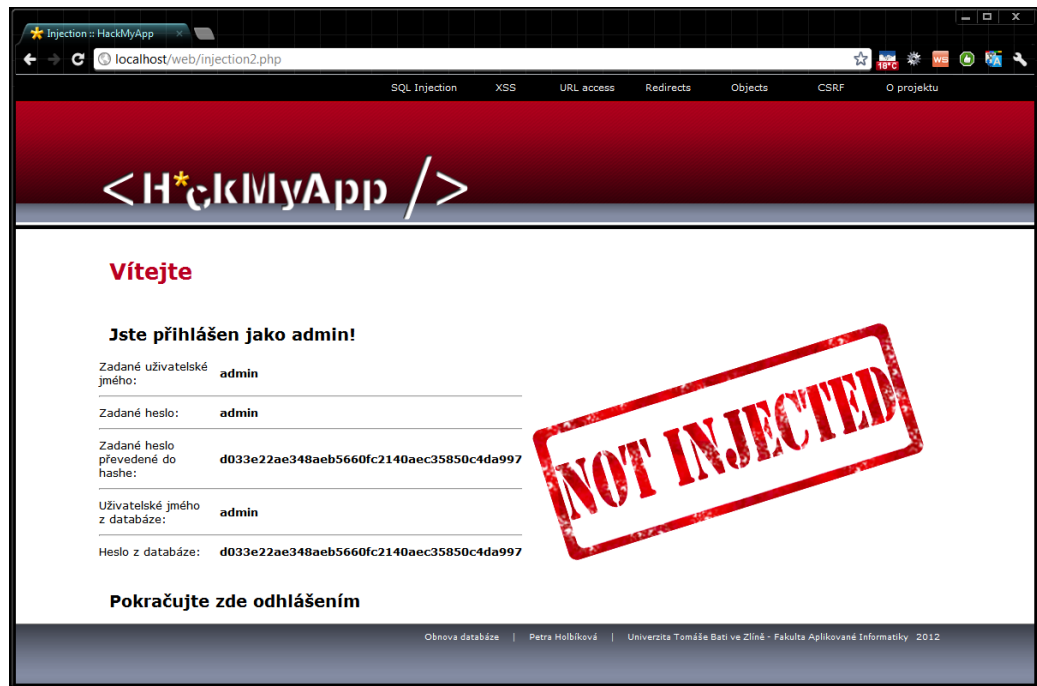 Injection :: HackMyApp
localhost/web/injection2.php
18°C
WS
SQL Injection XSS URL access Redirects Objects CSRF O projektu
<H*ckMyApp />
Vítejte
Jste přihlášen jako admin!
Zadané uživatelské
jmého: admin
Zadané heslo: admin
Zadané heslo
převedené do
hashe: d033e22ae348aeb5660fc2140aec35850c4da997
Uživatelské jmého
z databáze: admin
Heslo z databáze: d033e22ae348aeb5660fc2140aec35850c4da997
NOT INJECTED
Pokračujte zde odhlášením
Obnova databáze | Petra Holbíková | Univerzita Tomáše Bati ve Zlíně - Fakulta Aplikované Informatiky 2012